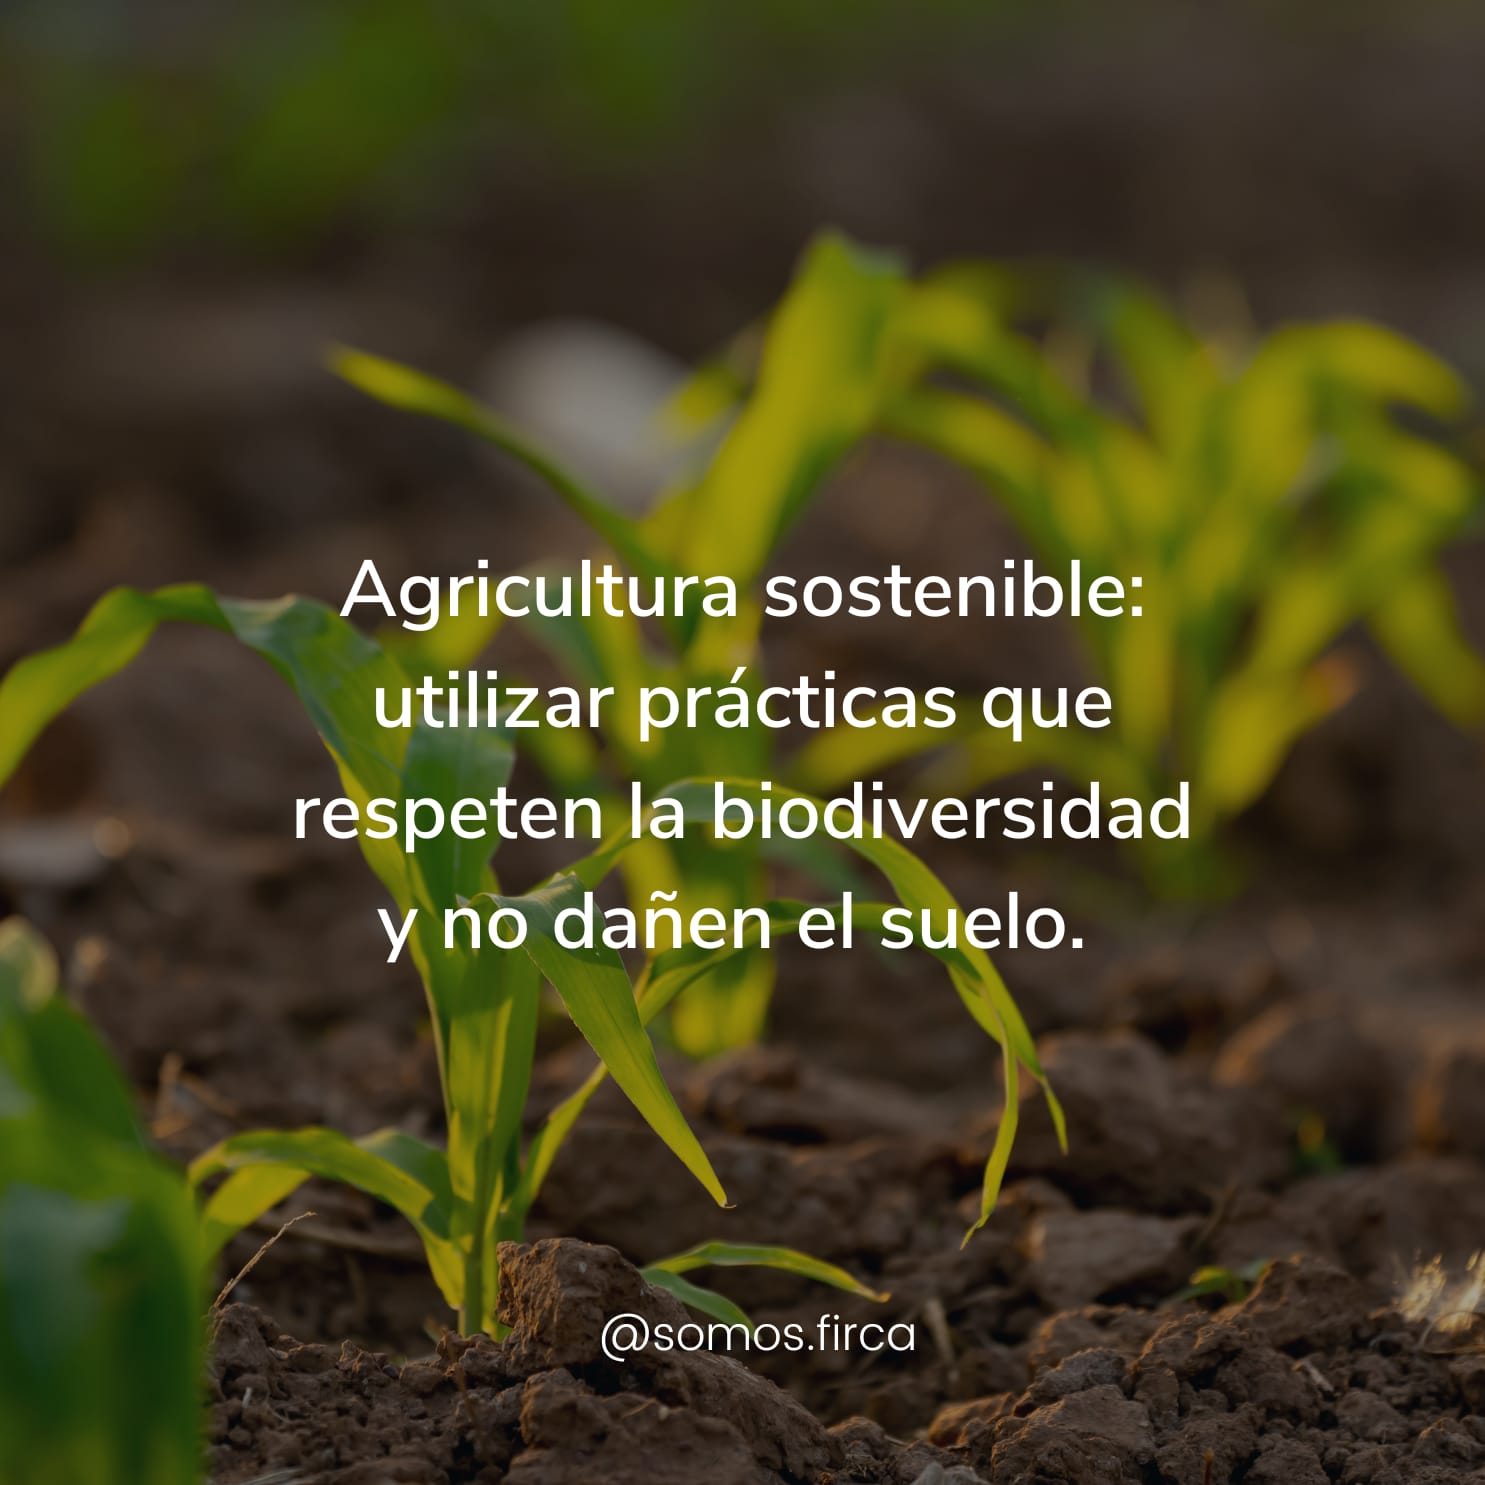 Agricultura sostenible:
utilizar prácticas que
respeten la biodiversidad
y no dañen el suelo.
@somos.firca